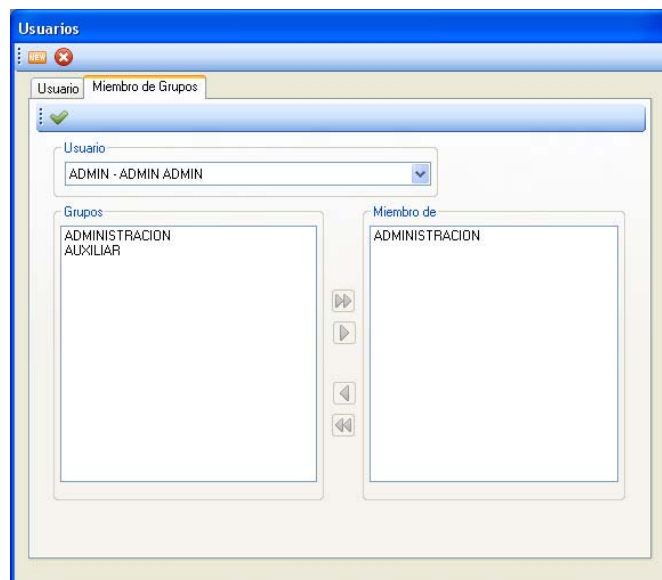 Usuarios
NEW
Usuario Miembro de Grupos
Usuario
ADMIN - ADMIN ADMIN
Grupos
ADMINISTRACION
AUXILIAR
Miembro de
ADMINISTRACION